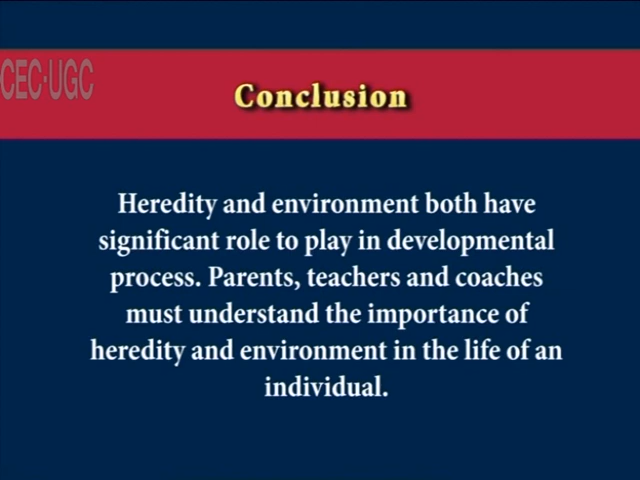 CEC-UGC
Conclusion
Heredity and environment both have
significant role to play in developmental
process. Parents, teachers and coaches
must understand the importance of
heredity and environment in the life of an
individual.